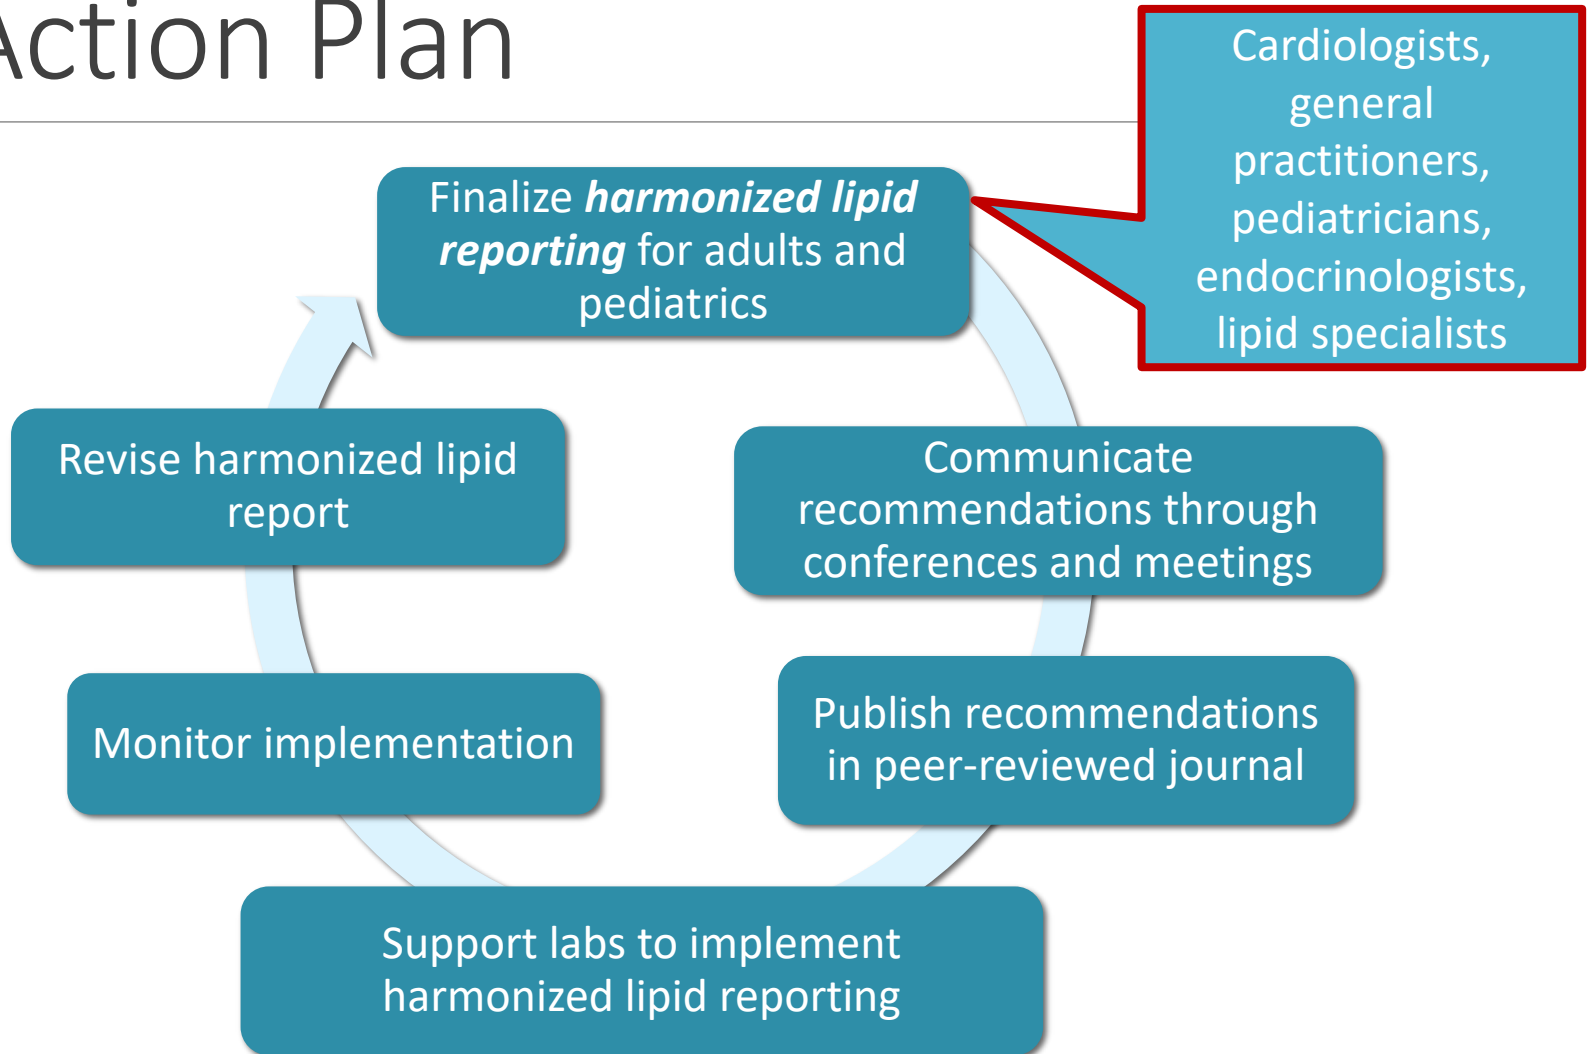 Action Plan
Cardiologists,
general
practitioners,
pediatricians,
endocrinologists,
lipid specialists
Finalize harmonized lipid
reporting for adults and
pediatrics
Communicate
recommendations through
conferences and meetings
Publish recommendations
in peer-reviewed journal
Support labs to implement
harmonized lipid reporting
Monitor implementation
Revise harmonized lipid
report